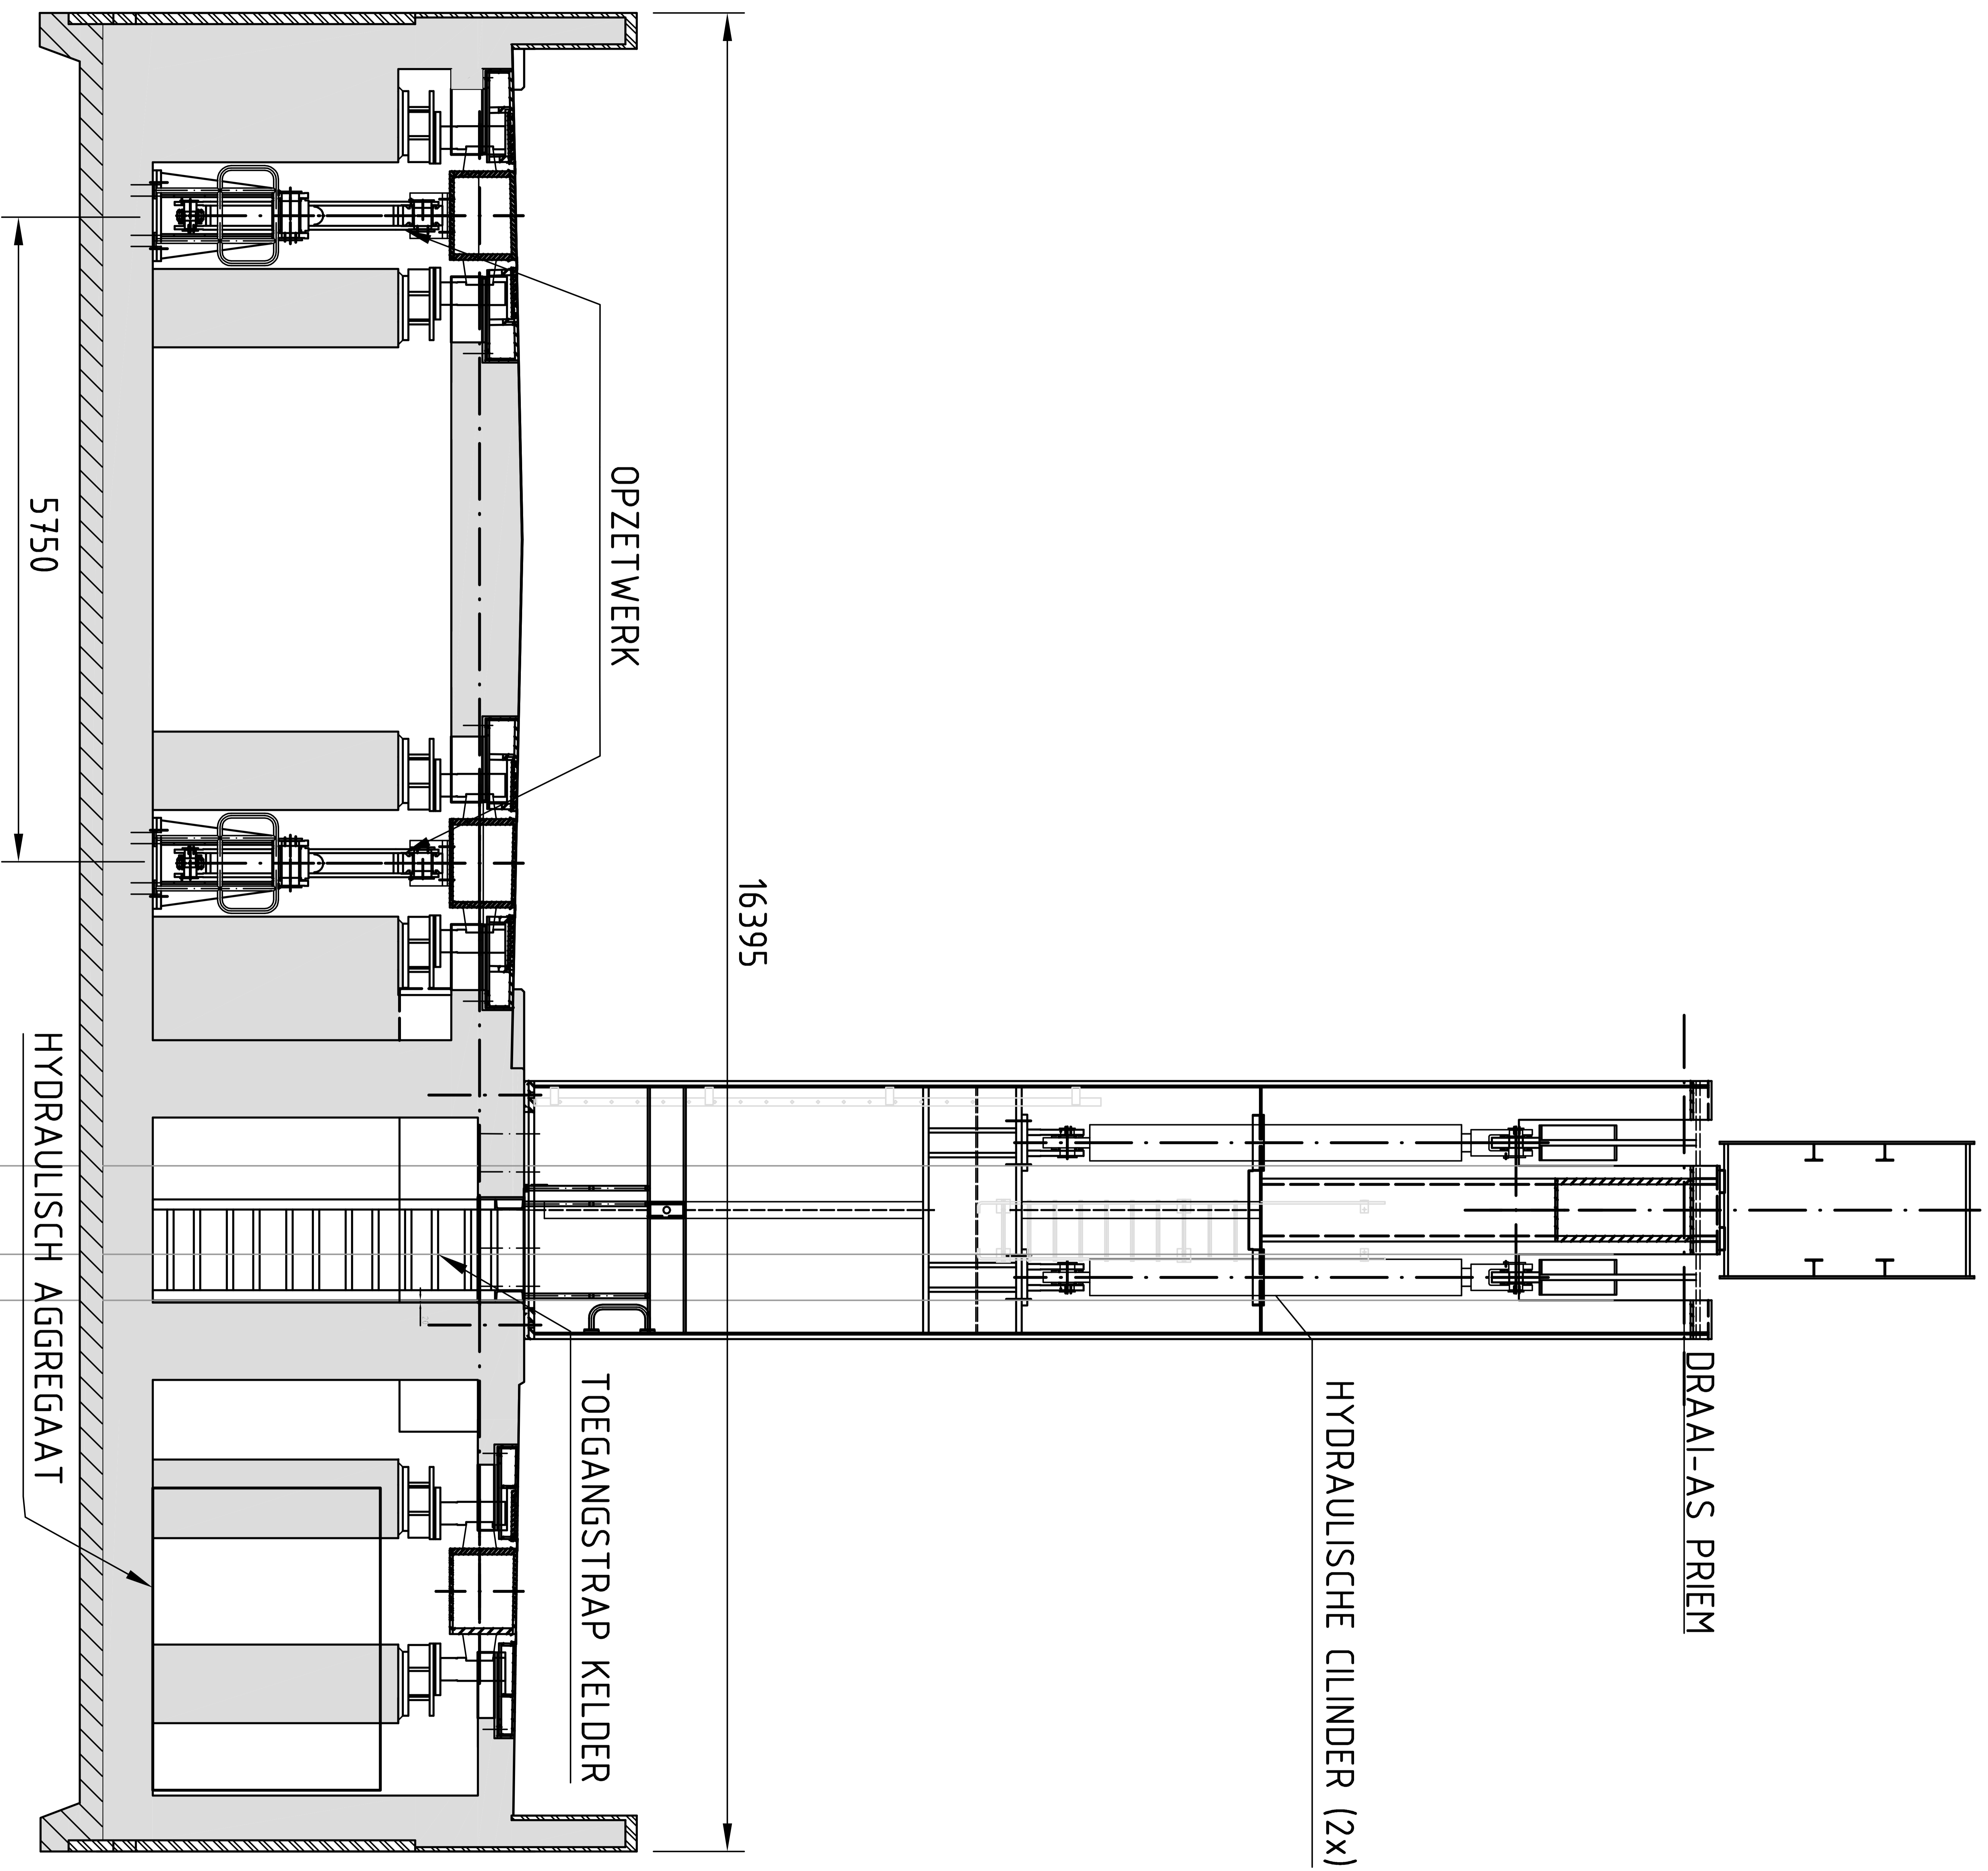 DRAAI-AS PRIEM
HYDRAULISCHE CILINDER (2x)
16395
OPZETWERK
TOEGANGSTRAP KELDER
5750
HYDRAULISCH AGGREGAAT